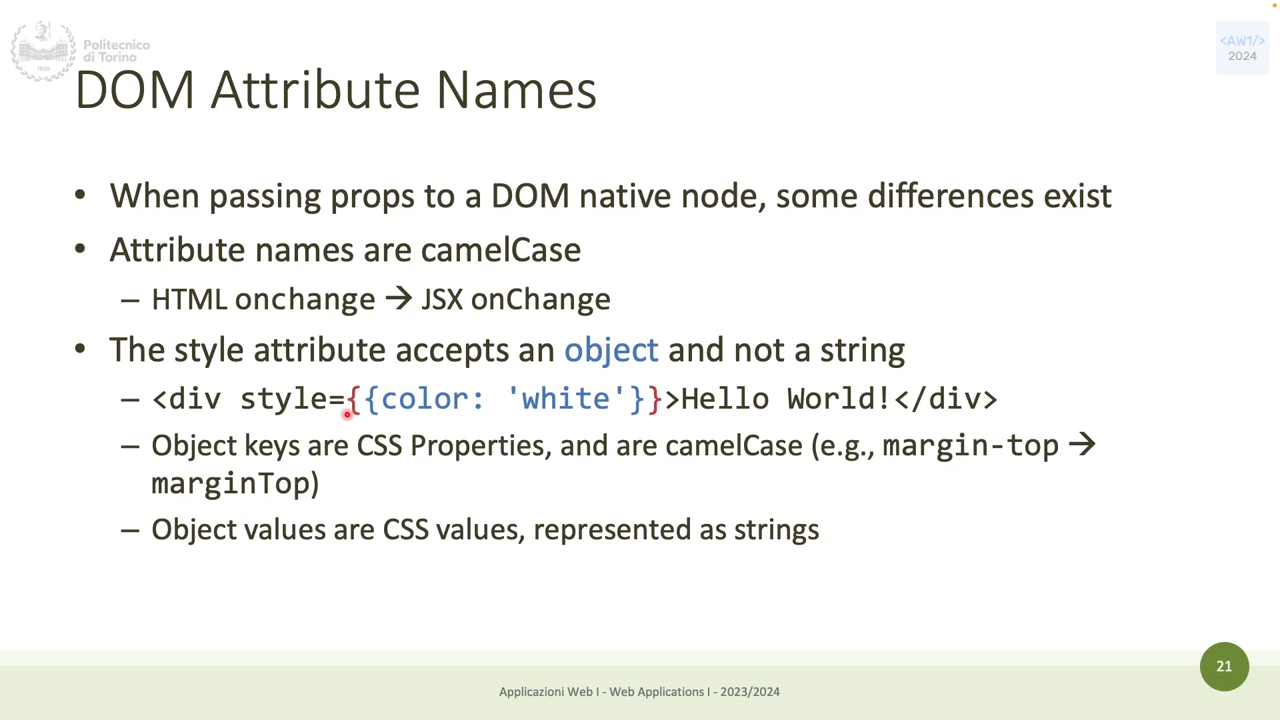 Politecnico
di Torino
1859
<AW1/>
2024
DOM Attribute Names
• When passing props to a DOM native node, some differences exist
• Attribute names are camelCase
– HTML onchange → JSX onChange
• The style attribute accepts an object and not a string
– <div style={{color: 'white'}}>Hello World!</div>
– Object keys are CSS Properties, and are camelCase (e.g., margin-top →
marginTop)
– Object values are CSS values, represented as strings
21
Applicazioni Web I - Web Applications I - 2023/2024